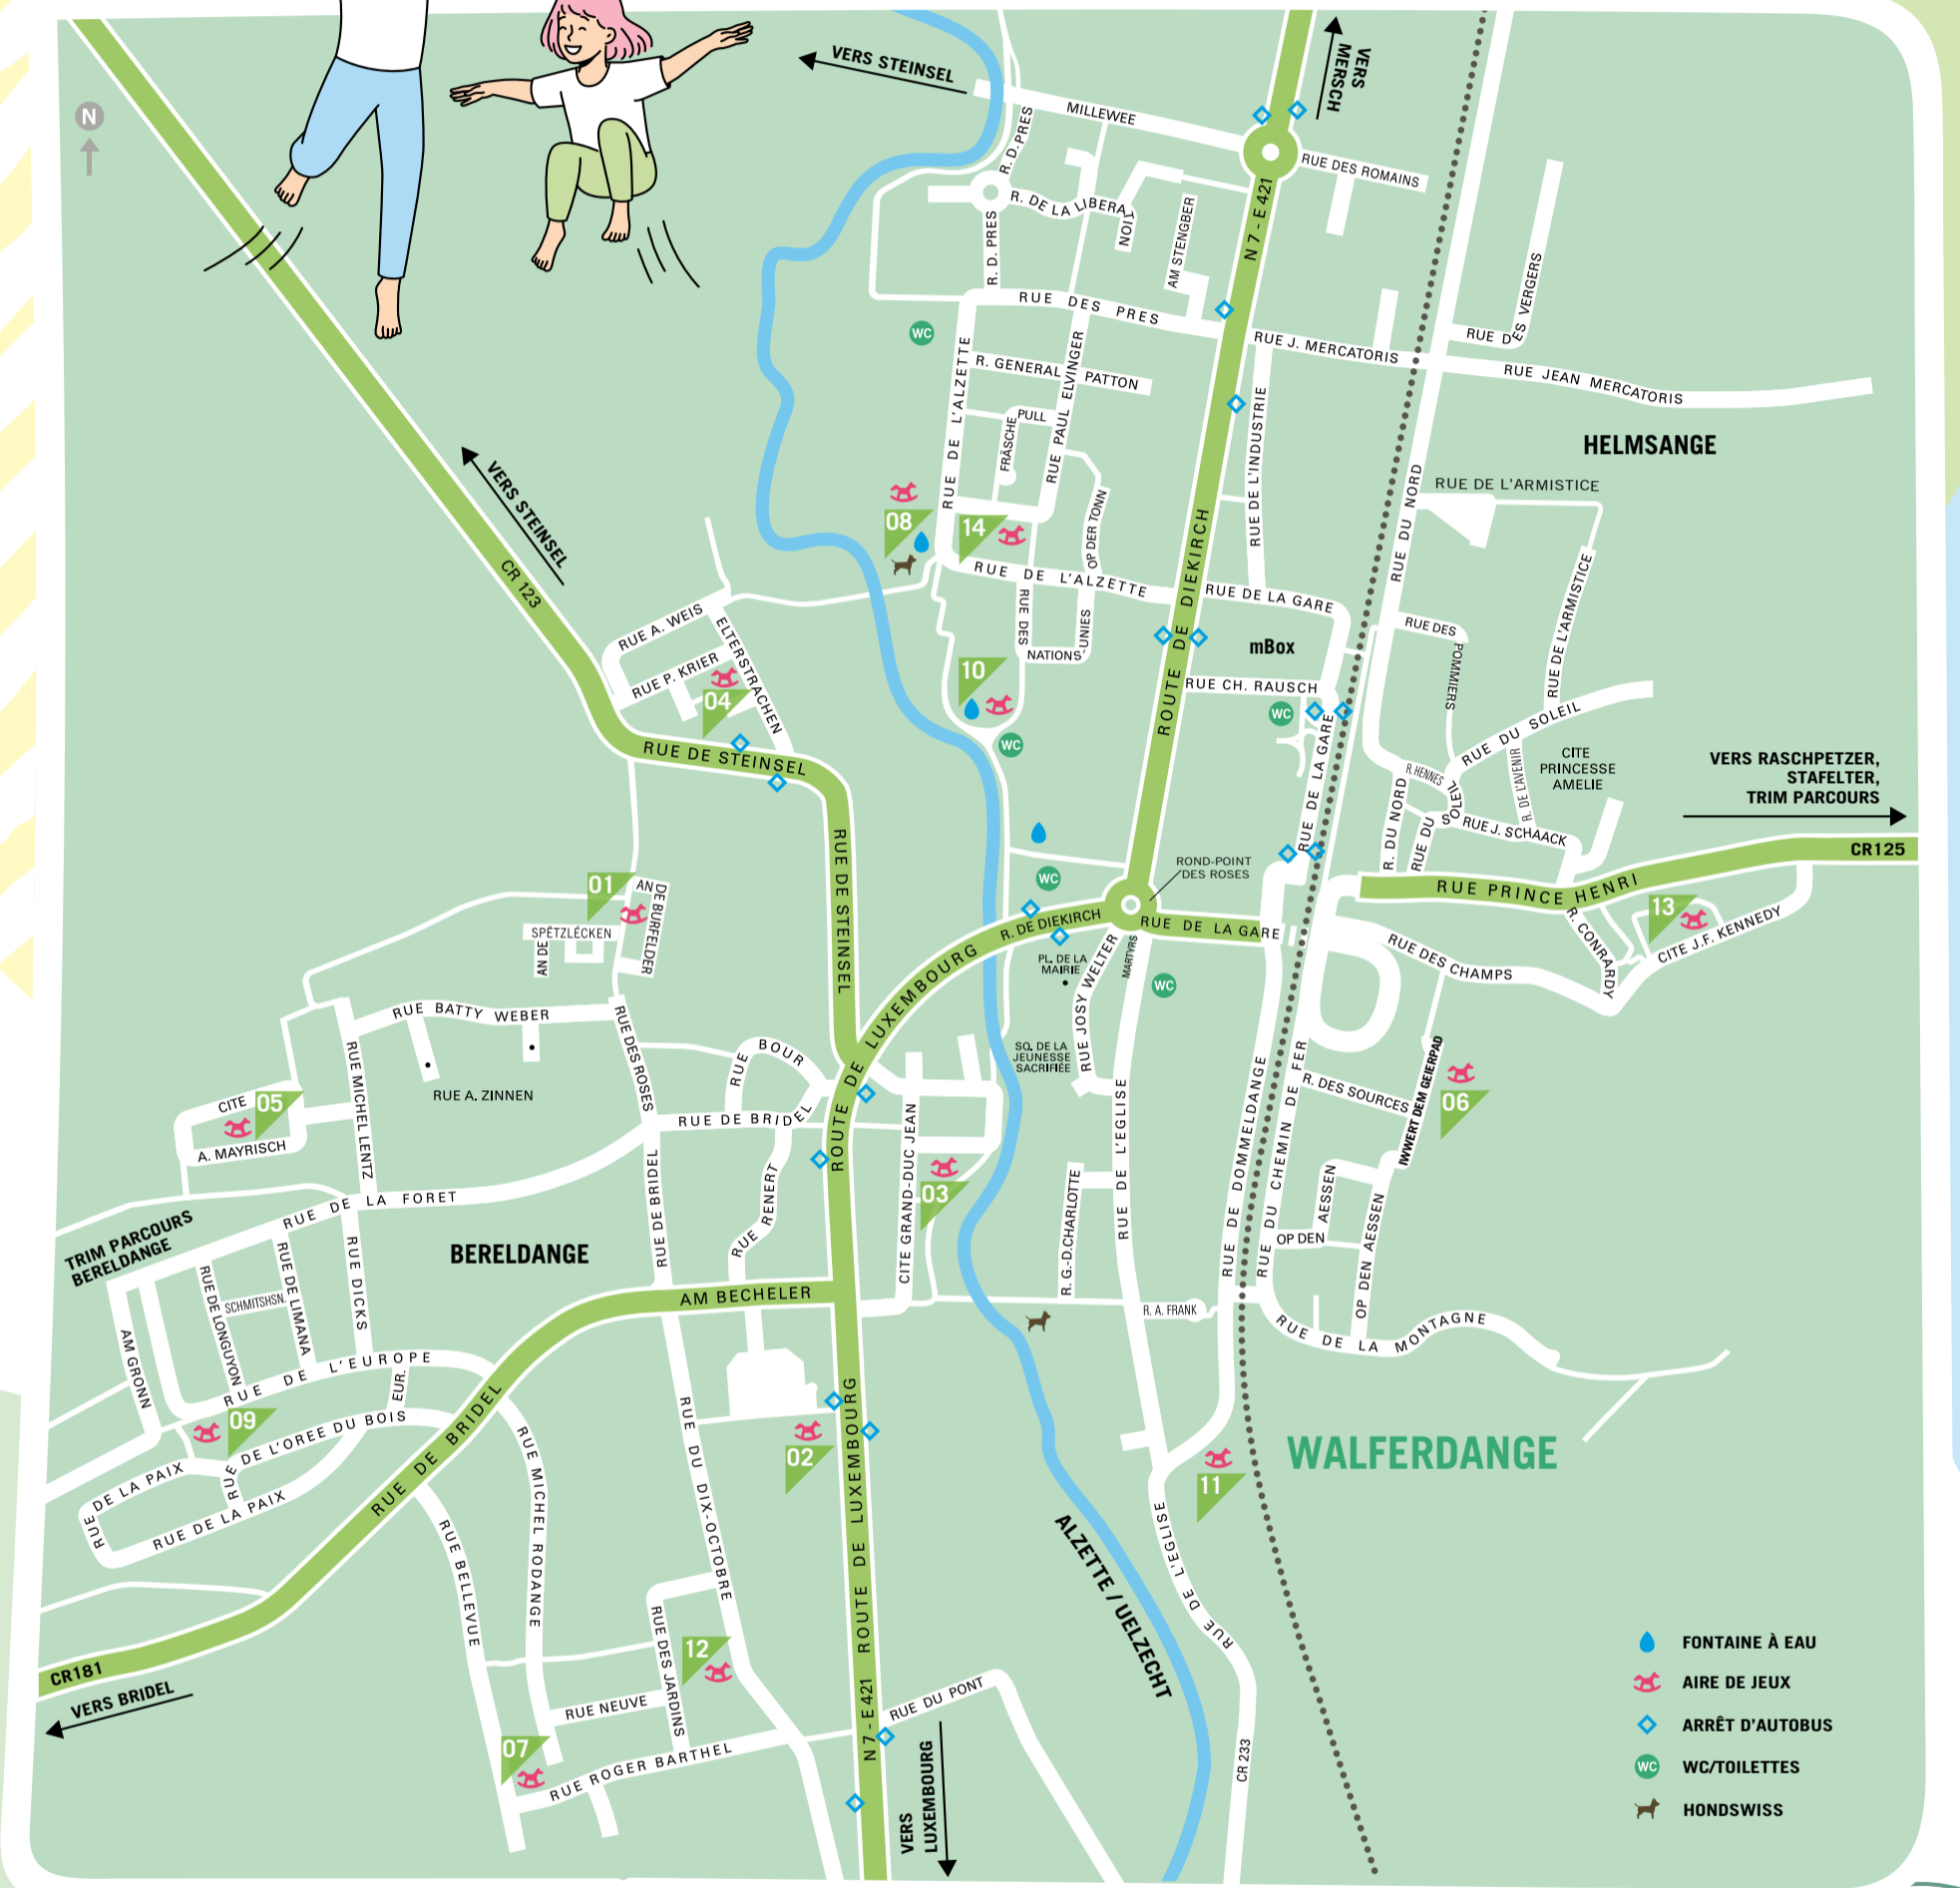 N
VERS STEINSEL
VERS
MERSCH
MILLEWEE
R. D. PRES
RUE DES ROMAINS
R. DE LA LIBERATION
AM STENGBER
N 7 - E 421
R. D. PRES
RUE DES PRES
RUE DES VERGERS
RUE J. MERCATORIS
RUE JEAN MERCATORIS
WC
RUE DE L'ALZETTE
R. GENERAL PATTON
RUE PAUL ELVINGER
RUE DE L'INDUSTRIE
FRÄSCHE
PULL
HELMSANGE
RUE DE L'ARMISTICE
RUE DU NORD
VERS STEINSEL
CR 123
08
14
OP DER TONN
RUE DE L'ALZETTE
ROUTE DE DIEKIRCH
RUE DE LA GARE
RUE DE L'ARMISTICE
RUE A. WEIS
ELTERSTRACHEN
RUE P. KRIER
04
RUE DES
NATIONS-
UNIES
mBox
RUE DES
POMMIERS
10
RUE CH. RAUSCH
WC
WC
RUE DE LA GARE
RUE DU SOLEIL
RUE DE STEINSEL
R. HENNES
R. DE L'AVENIR
CITE
PRINCESSE
AMELIE
VERS RASCHPETZER,
STAFELTER,
TRIM PARCOURS
R. DU NORD
RUE DU SOLEIL
RUE J. SCHAACK
CR125
RUE DE STEINSEL
WC
ROND-POINT
DES ROSES
RUE PRINCE HENRI
01
AN
DE BURFELDER
SPËTZLÉCKEN
AN DE
R. DE DIEKIRCH
RUE DE LA GARE
13
R. CONRARDY
CITE J.F. KENNEDY
RUE DES CHAMPS
PL. DE LA
MAIRIE
RUE JOSY WELTER
MARTYRS
WC
ROUTE DE LUXEMBOURG
RUE BATTY WEBER
RUE DES ROSES
RUE BOUR
SQ. DE LA
JEUNESSE
SACRIFIÉE
RUE MICHEL LENTZ
RUE A. ZINNEN
CITE
05
A. MAYRISCH
RUE DE BRIDEL
CITE GRAND-DUC JEAN
03
RUE DE L'EGLISE
RUE DE DOMMELDANGE
RUE DU CHEMIN DE FER
R. DES SOURCES
IWWERT DEM GEIERPAD
06
RUE DE LA FORET
RUE DE BRIDEL
RUE RENERT
R. G.-D. CHARLOTTE
OP DEN
AESSEN
OP DEN AESSEN
TRIM PARCOURS
BERELDANGE
BERELDANGE
RUE DE LONGUYON
SCHMITSHSN.
RUE DE LIMANA
RUE DICKS
AM BECHELER
R. A. FRANK
RUE DE LA MONTAGNE
AM GRONN
RUE DE L'EUROPE
EUR.
09
RUE DE L'OREE DU BOIS
RUE DE BRIDEL
RUE DE LA PAIX
RUE DE LA PAIX
RUE DU DIX-OCTOBRE
02
RUE MICHEL RODANGE
RUE BELLEVUE
WALFERDANGE
11
ALZETTE / UELZECHT
RUE DE L'EGLISE
N 7 - E 421 ROUTE DE LUXEMBOURG
RUE DES JARDINS
12
CR181
VERS BRIDEL
RUE NEUVE
RUE DU PONT
07
RUE ROGER BARTHEL
VERS
LUXEMBOURG
CR 233
FONTAINE À EAU
AIRE DE JEUX
ARRÊT D'AUTOBUS
WC WC/TOILETTES
HONDSWISS